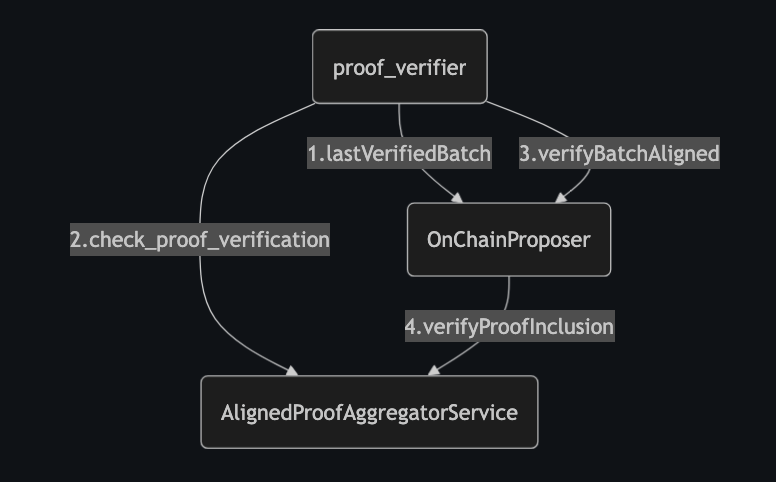 proof_verifier
1.lastVerifiedBatch
3.verifyBatchAligned
2.check_proof_verification
OnChainProposer
4.verifyProofInclusion
AlignedProofAggregatorService